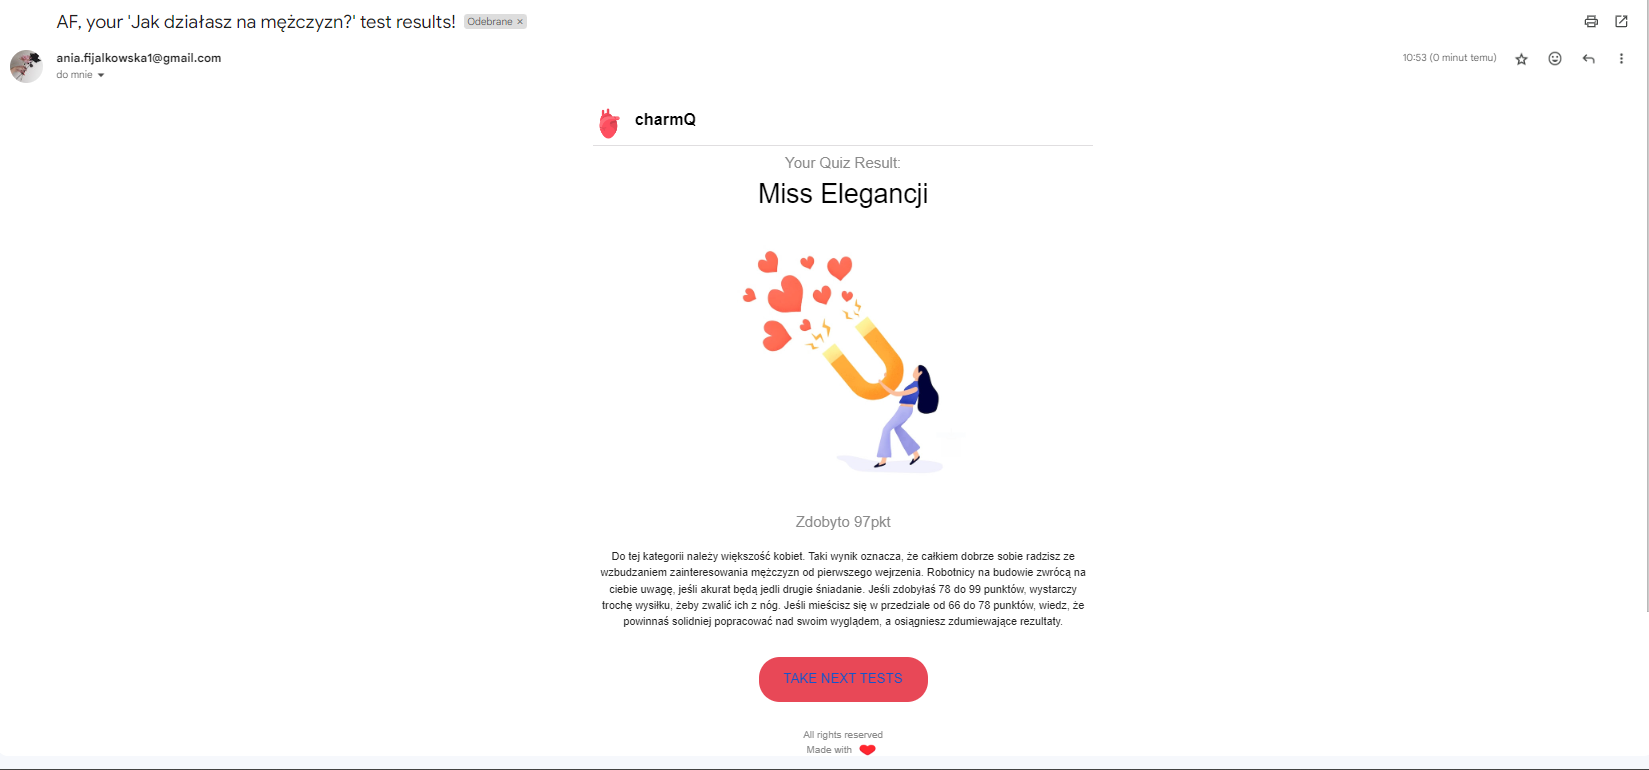 AF, your 'Jak działasz na mężczyzn?' test results!
Odebrane ×
ania.fijalkowska1@gmail.com
10:53 (0 minut temu)
do mnie
charmQ
Your Quiz Result:
Miss Elegancji
Zdobyto 97pkt
Do tej kategorii należy większość kobiet. Taki wynik oznacza, że całkiem dobrze sobie radzisz ze
wzbudzaniem zainteresowania mężczyzn od pierwszego wejrzenia. Robotnicy na budowie zwrócą na
ciebie uwagę, jeśli akurat będą jedli drugie śniadanie. Jeśli zdobyłaś 78 do 99 punktów, wystarczy
trochę wysiłku, żeby zwalić ich z nóg. Jeśli mieścisz się w przedziale od 66 do 78 punktów, wiedz, że
powinnaś solidniej popracować nad swoim wyglądem, a osiągniesz zdumiewające rezultaty.
TAKE NEXT TESTS
All rights reserved
Made with